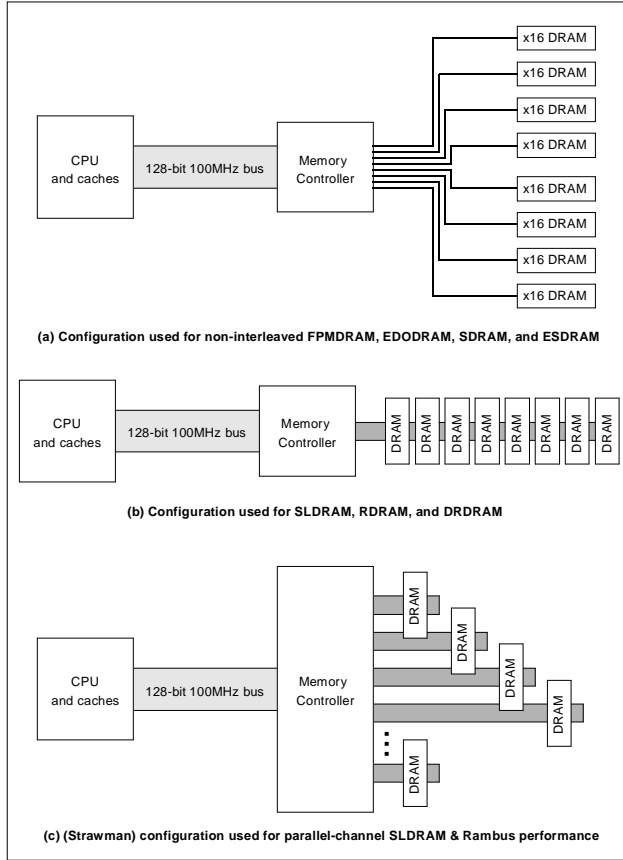 x16 DRAM
x16 DRAM
x16 DRAM
x16 DRAM
x16 DRAM
x16 DRAM
x16 DRAM
x16 DRAM
CPU
and caches
128-bit 100MHz bus
Memory
Controller
(a) Configuration used for non-interleaved FPMDRAM, EDODRAM, SDRAM, and ESDRAM
CPU
and caches
128-bit 100MHz bus
Memory
Controller
DRAM
DRAM
DRAM
DRAM
DRAM
DRAM
DRAM
DRAM
(b) Configuration used for SLDRAM, RDRAM, and DRDRAM
CPU
and caches
128-bit 100MHz bus
Memory
Controller
DRAM
DRAM
DRAM
DRAM
DRAM
(c) (Strawman) configuration used for parallel-channel SLDRAM & Rambus performance